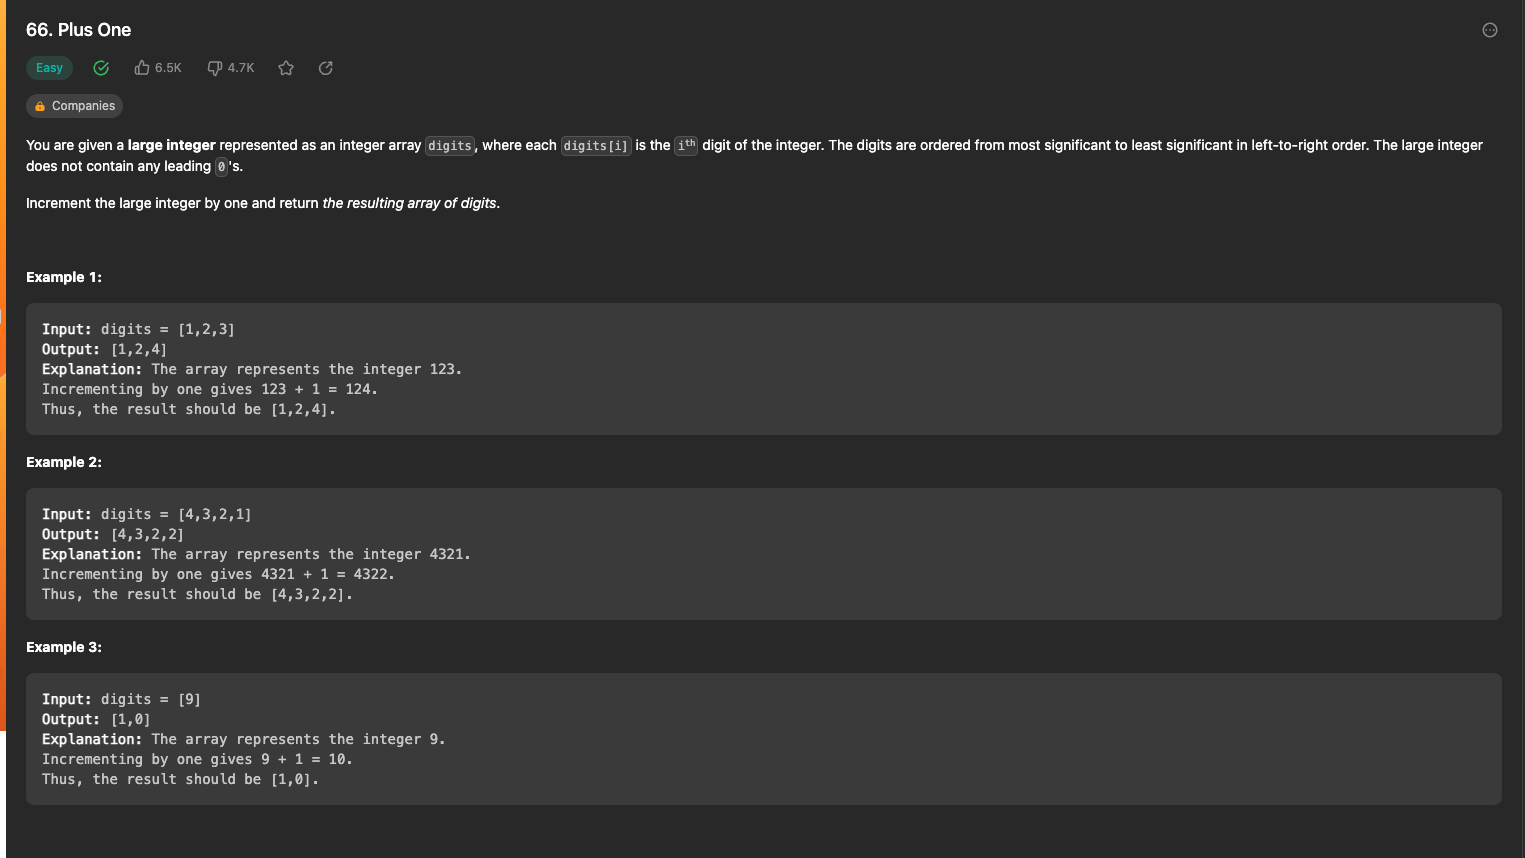 66. Plus One
Easy 6.5K 4.7K
Companies
You are given a large integer represented as an integer array digits, where each digits[i] is the ith digit of the integer. The digits are ordered from most significant to least significant in left-to-right order. The large integer
does not contain any leading 0's.
Increment the large integer by one and return the resulting array of digits.
Example 1:
Input: digits = [1,2,3]
Output: [1,2,4]
Explanation: The array represents the integer 123.
Incrementing by one gives 123 + 1 = 124.
Thus, the result should be [1,2,4].
Example 2:
Input: digits = [4,3,2,1]
Output: [4,3,2,2]
Explanation: The array represents the integer 4321.
Incrementing by one gives 4321 + 1 = 4322.
Thus, the result should be [4,3,2,2].
Example 3:
Input: digits = [9]
Output: [1,0]
Explanation: The array represents the integer 9.
Incrementing by one gives 9 + 1 = 10.
Thus, the result should be [1,0].